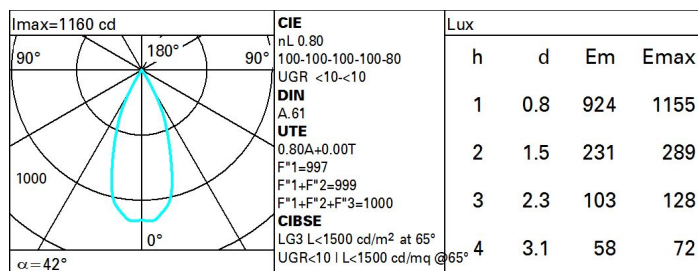 Imax=1160 cd
90°
180°
90°
1000
0°
α=42°
CIE
nL 0.80
100-100-100-100-80
UGR <10-<10
DIN
A.61
UTE
0.80A+0.00T
F"1=997
F"1+F"2=999
F"1+F"2+F"3=1000
CIBSE
LG3 L<1500 cd/m² at 65°
UGR<10 | L<1500 cd/mq @65°
Lux
h d Em Emax
1 0.8 924 1155
2 1.5 231 289
3 2.3 103 128
4 3.1 58 72